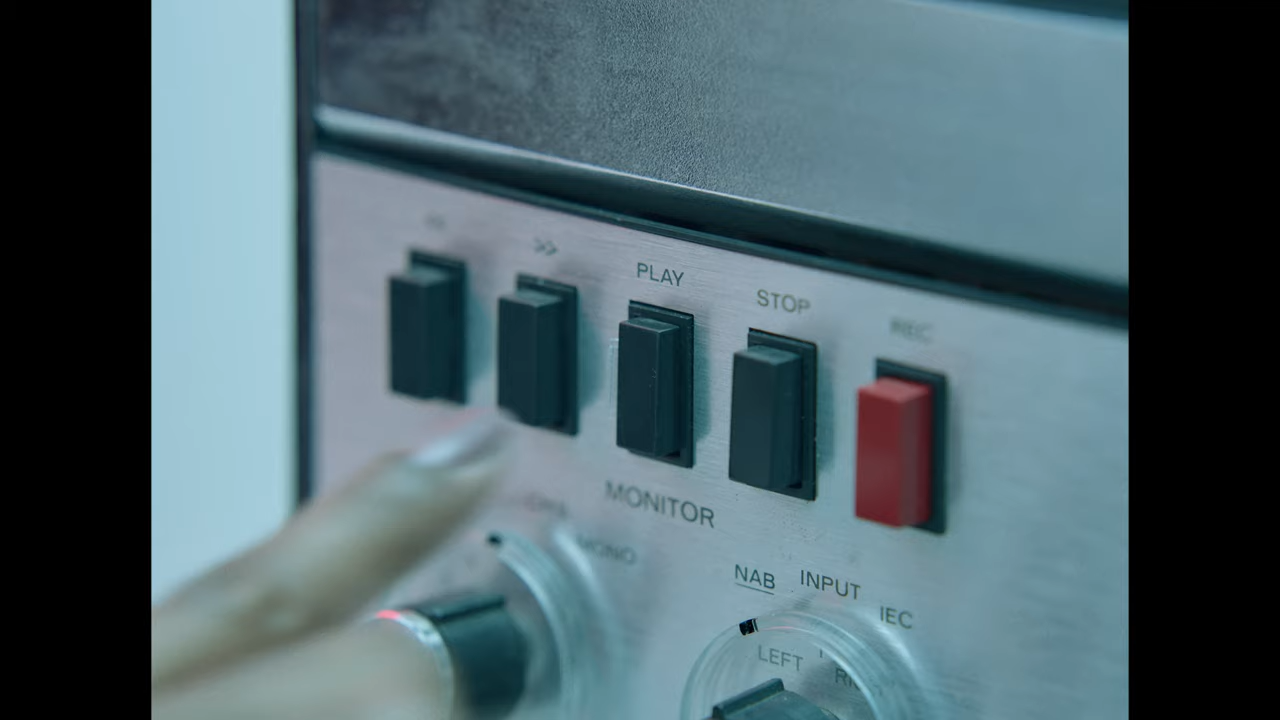 >>
PLAY
STOP
REC
MONITOR
MONO
NAB INPUT IEC
LEFT